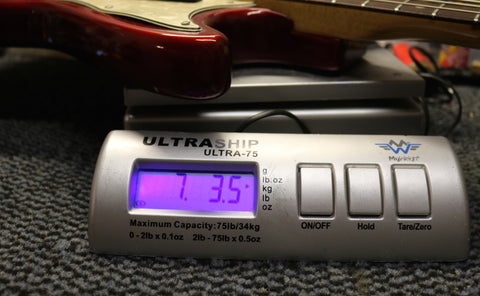 ULTRASHIP
ULTRA-75
MyWeigh
7. 3.5
g
lb.oz
kg
lb
oz
Maximum Capacity: 75lb/34kg
0 - 2lb x 0.1oz 2lb - 75lb x 0.5oz
ON/OFF
Hold
Tare/Zero